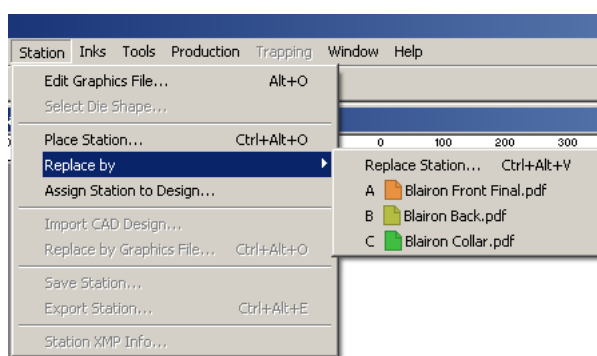 Station Inks Tools Production Trapping Window Help
Edit Graphics File... Alt+O
Select Die Shape...
Place Station... Ctrl+Alt+O
0 100 200 300
Replace by
Replace Station... Ctrl+Alt+V
Assign Station to Design...
A Blairon Front Final.pdf
B Blairon Back.pdf
Import CAD Design...
C Blairon Collar.pdf
Replace by Graphics File... Ctrl+Alt+O
Save Station...
Export Station... Ctrl+Alt+E
Station XMP Info...